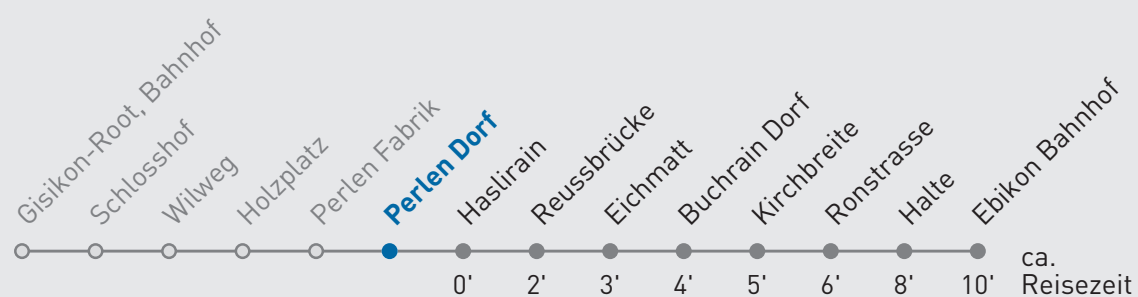 Gisikon-Root, Bahnhof
Schlosshof
Wilweg
Holzplatz
Perlen Fabrik
Perlen Dorf
Haslirain
Reussbrücke
Eichmatt
Buchrain Dorf
Kirchbreite
Ronstrasse
Halte
Ebikon Bahnhof
ca.
0' 2' 3' 4' 5' 6' 8' 10' Reisezeit